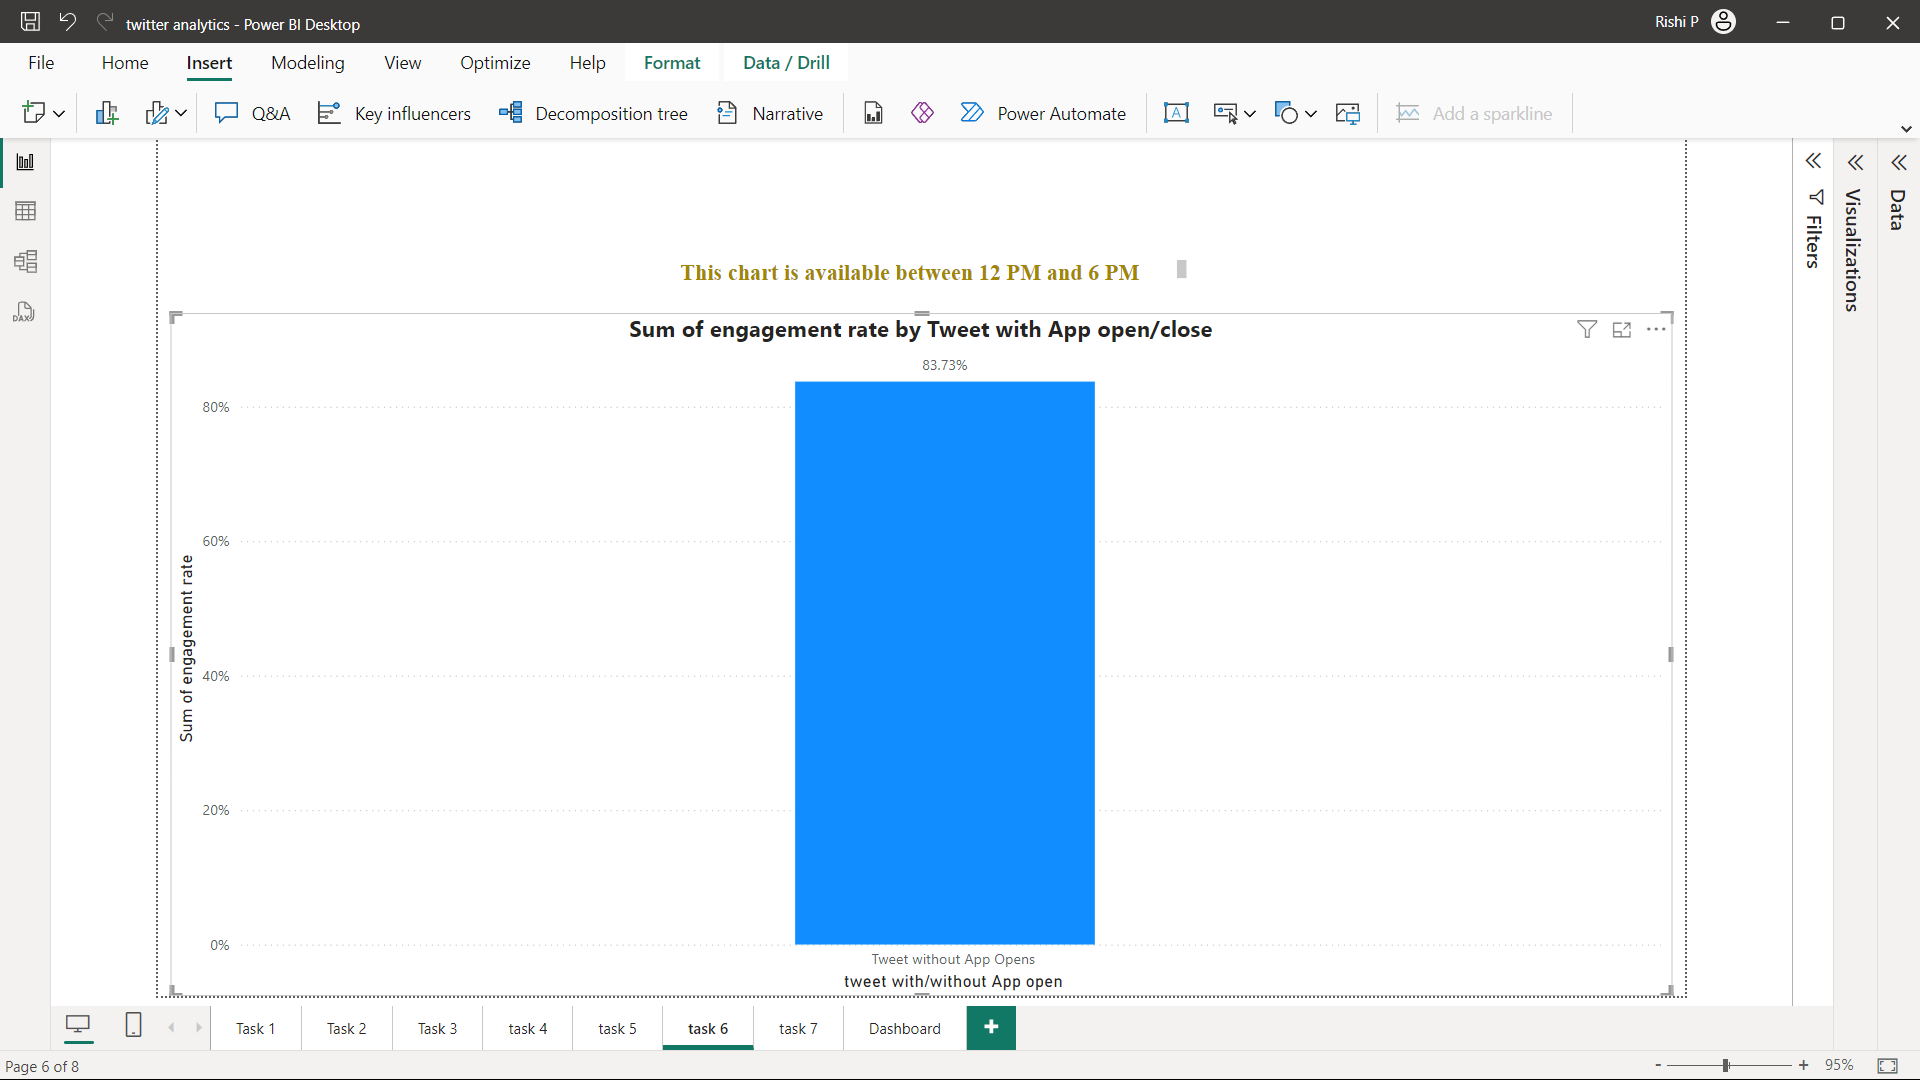 twitter analytics - Power BI Desktop
Rishi P
File Home Insert Modeling View Optimize Help Format Data / Drill
Q&A Key influencers Decomposition tree Narrative Power Automate A Add a sparkline
DAX
Filters
Visualizations
Data
This chart is available between 12 PM and 6 PM
Sum of engagement rate by Tweet with App open/close
83.73%
80%
60%
40%
20%
0%
Sum of engagement rate
Tweet without App Opens
tweet with/without App open
Task 1 Task 2 Task 3 task 4 task 5 task 6 task 7 Dashboard +
Page 6 of 8
- + 95%